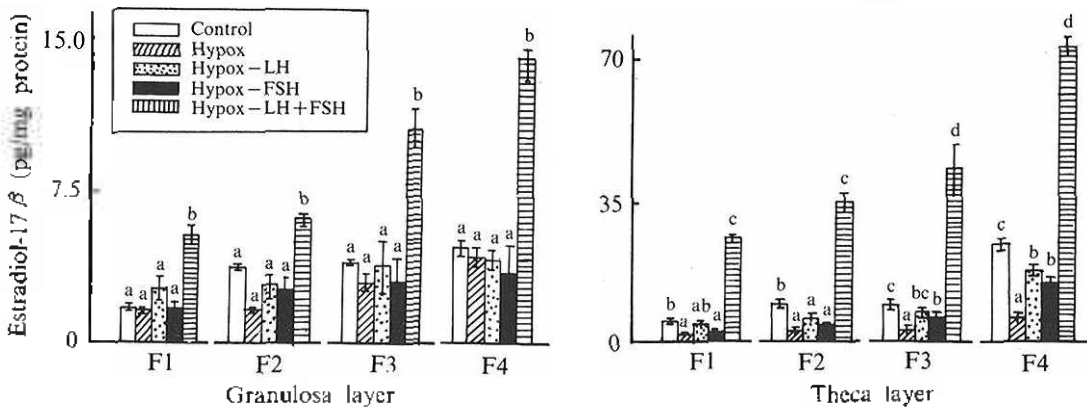 Estradiol-17β (pg/mg protein)
15.0
7.5
0
Control
Hypox
Hypox-LH
Hypox-FSH
Hypox-LH+FSH
a a a a b
a a a a b
a a a a b
a a a a b
F1 F2 F3 F4
Granulosa layer
70
35
0
b a ab a c
b a a a c
c a bc b d
c a b b d
F1 F2 F3 F4
Theca layer